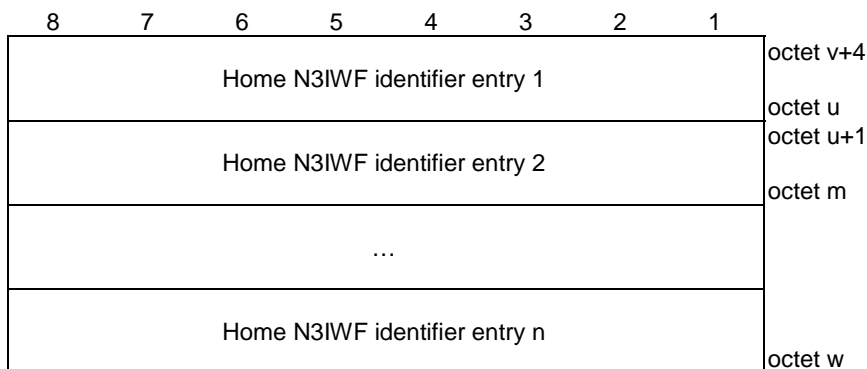 8 7 6 5 4 3 2 1
Home N3IWF identifier entry 1
octet v+4
octet u
Home N3IWF identifier entry 2
octet u+1
octet m
…
Home N3IWF identifier entry n
octet w